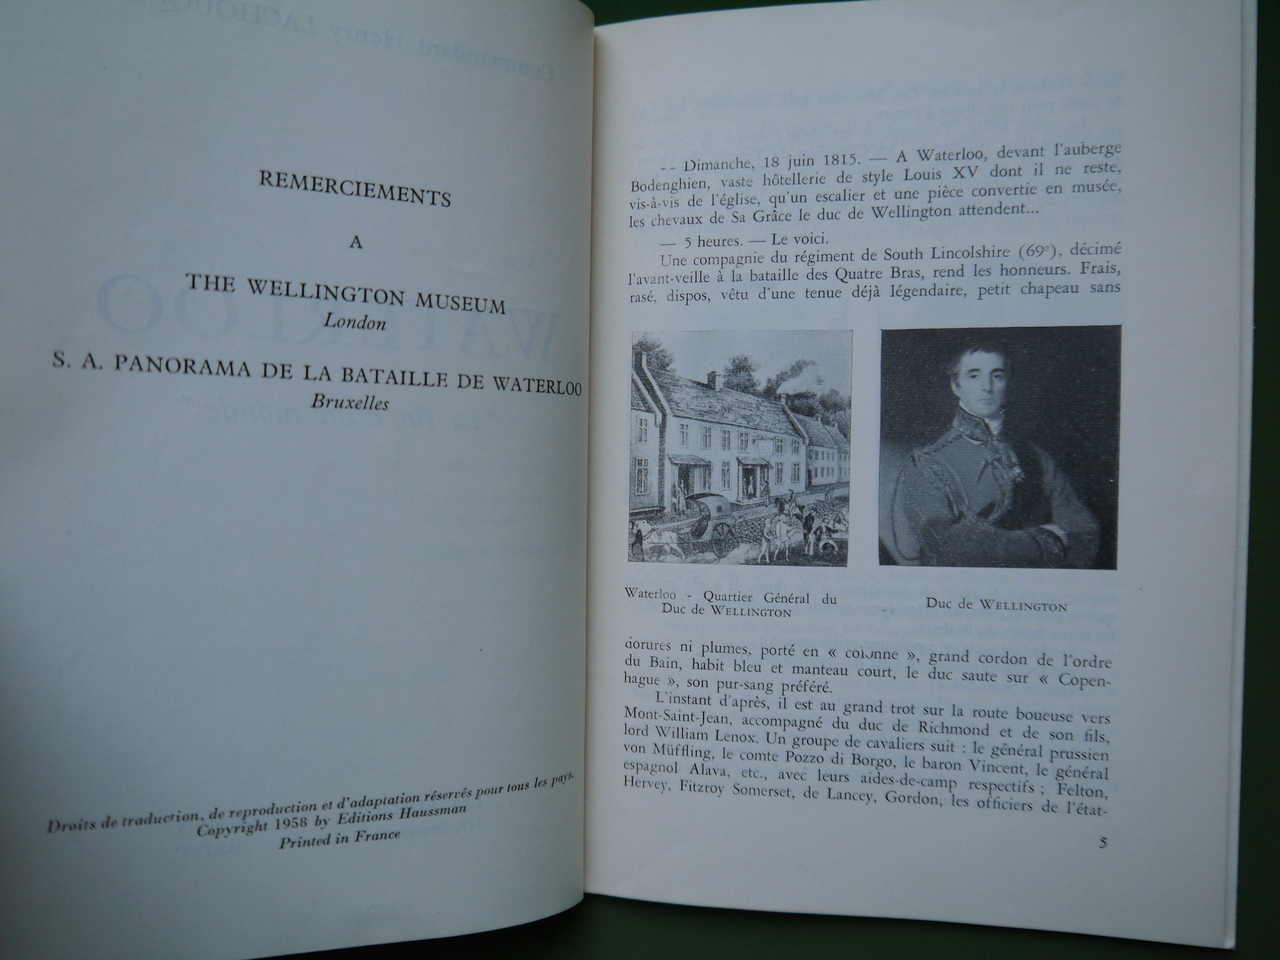 REMERCIEMENTS
A
THE WELLINGTON MUSEUM
London
S. A. PANORAMA DE LA BATAILLE DE WATERLOO
Bruxelles
Droits de traduction, de reproduction et d'adaptation réservés pour tous les pays.
Copyright 1958 by Editions Haussman
Printed in France
-- Dimanche, 18 juin 1815. — A Waterloo, devant l'auberge
Bodenghien, vaste hôtellerie de style Louis XV dont il ne reste,
vis-à-vis de l'église, qu'un escalier et une pièce convertie en musée,
les chevaux de Sa Grâce le duc de Wellington attendent...
— 5 heures. — Le voici.
Une compagnie du régiment de South Lincolshire (69e), décimé
l'avant-veille à la bataille des Quatre Bras, rend les honneurs. Frais,
rasé, dispos, vêtu d'une tenue déjà légendaire, petit chapeau sans
Waterloo - Quartier Général du
Duc de WELLINGTON
Duc de WELLINGTON
dorures ni plumes, porté en « colonne », grand cordon de l'ordre
du Bain, habit bleu et manteau court, le duc saute sur « Copen-
hague », son pur-sang préféré.
L'instant d'après, il est au grand trot sur la route boueuse vers
Mont-Saint-Jean, accompagné du duc de Richmond et de son fils,
lord William Lenox. Un groupe de cavaliers suit : le général prussien
von Müffling, le comte Pozzo di Borgo, le baron Vincent, le général
espagnol Alava, etc., avec leurs aides-de-camp respectifs ; Felton,
Hervey, Fitzroy Somerset, de Lancey, Gordon, les officiers de l'état-
5